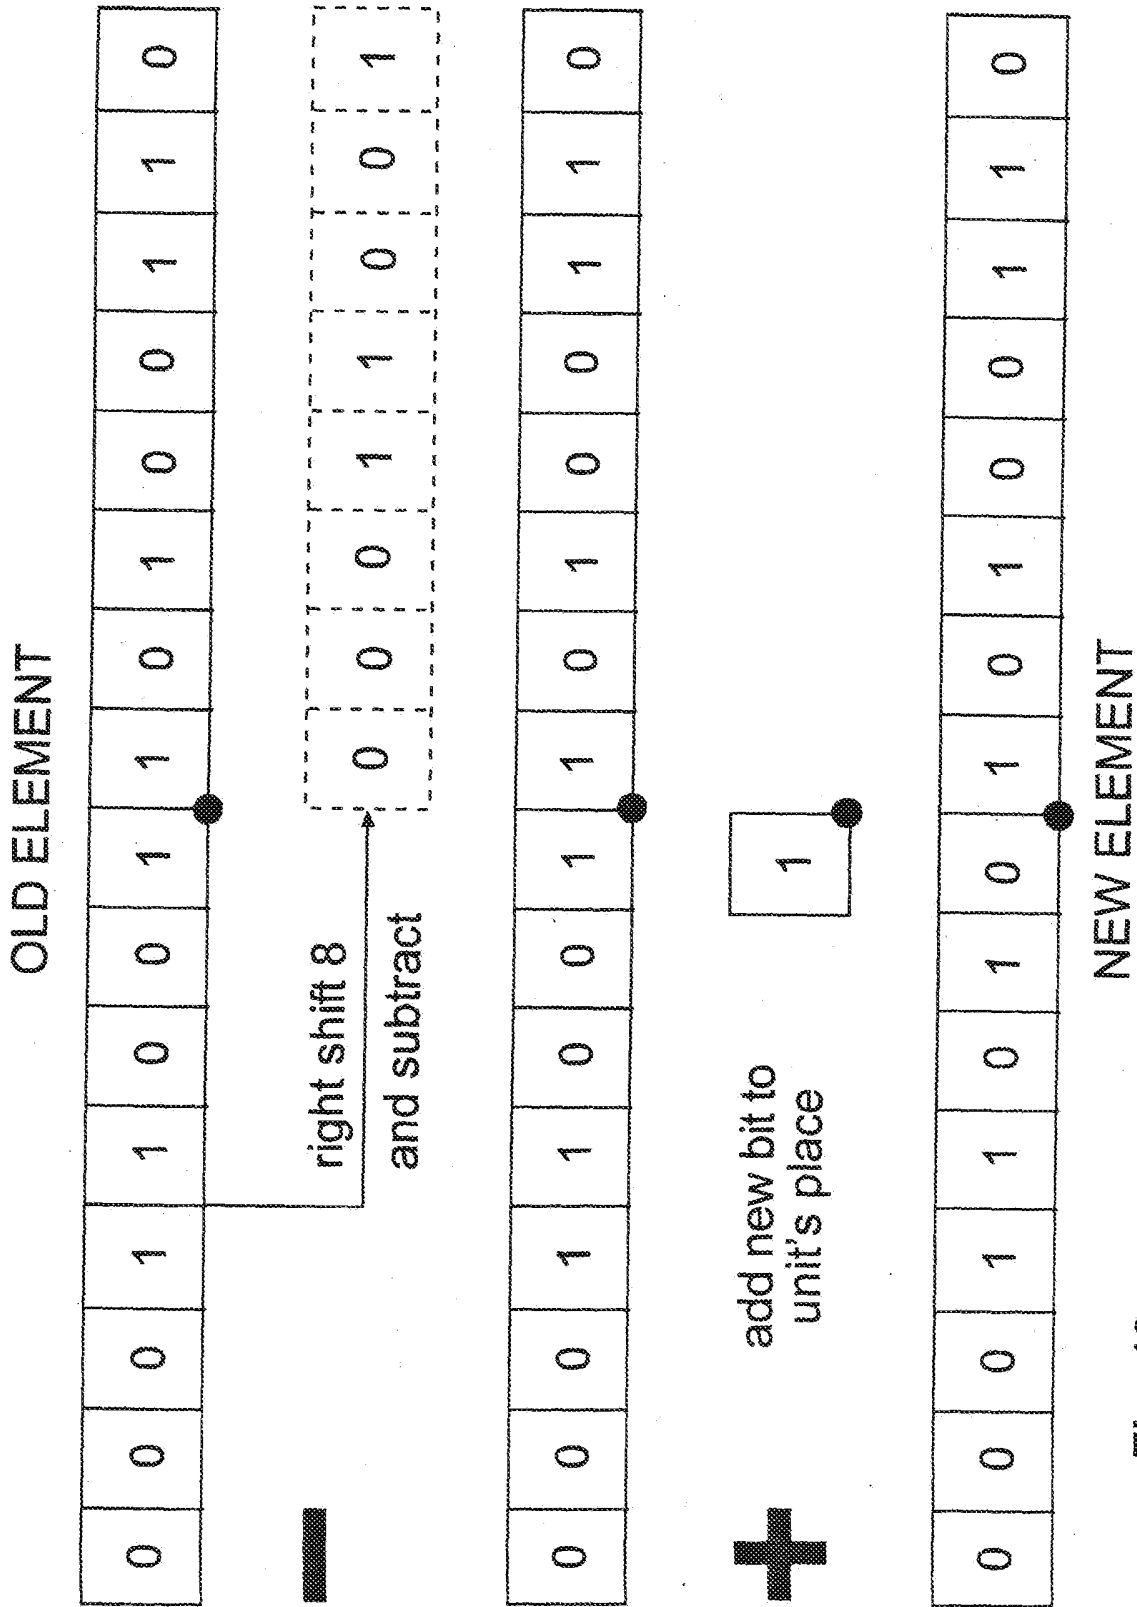 OLD ELEMENT
0 0 0 1 1 0 0 1 1 0 1 0 0 1 1 0
− right shift 8
and subtract
0 0 0 1 1 0 0 1
0 0 0 1 1 0 0 1 1 0 1 0 0 1 1 0
+ add new bit to
unit's place
1
0 0 0 1 1 0 1 0 1 0 1 0 0 1 1 0
NEW ELEMENT